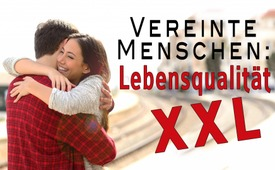 VEREINTE
MENSCHEN:
Lebensqualität
XXL